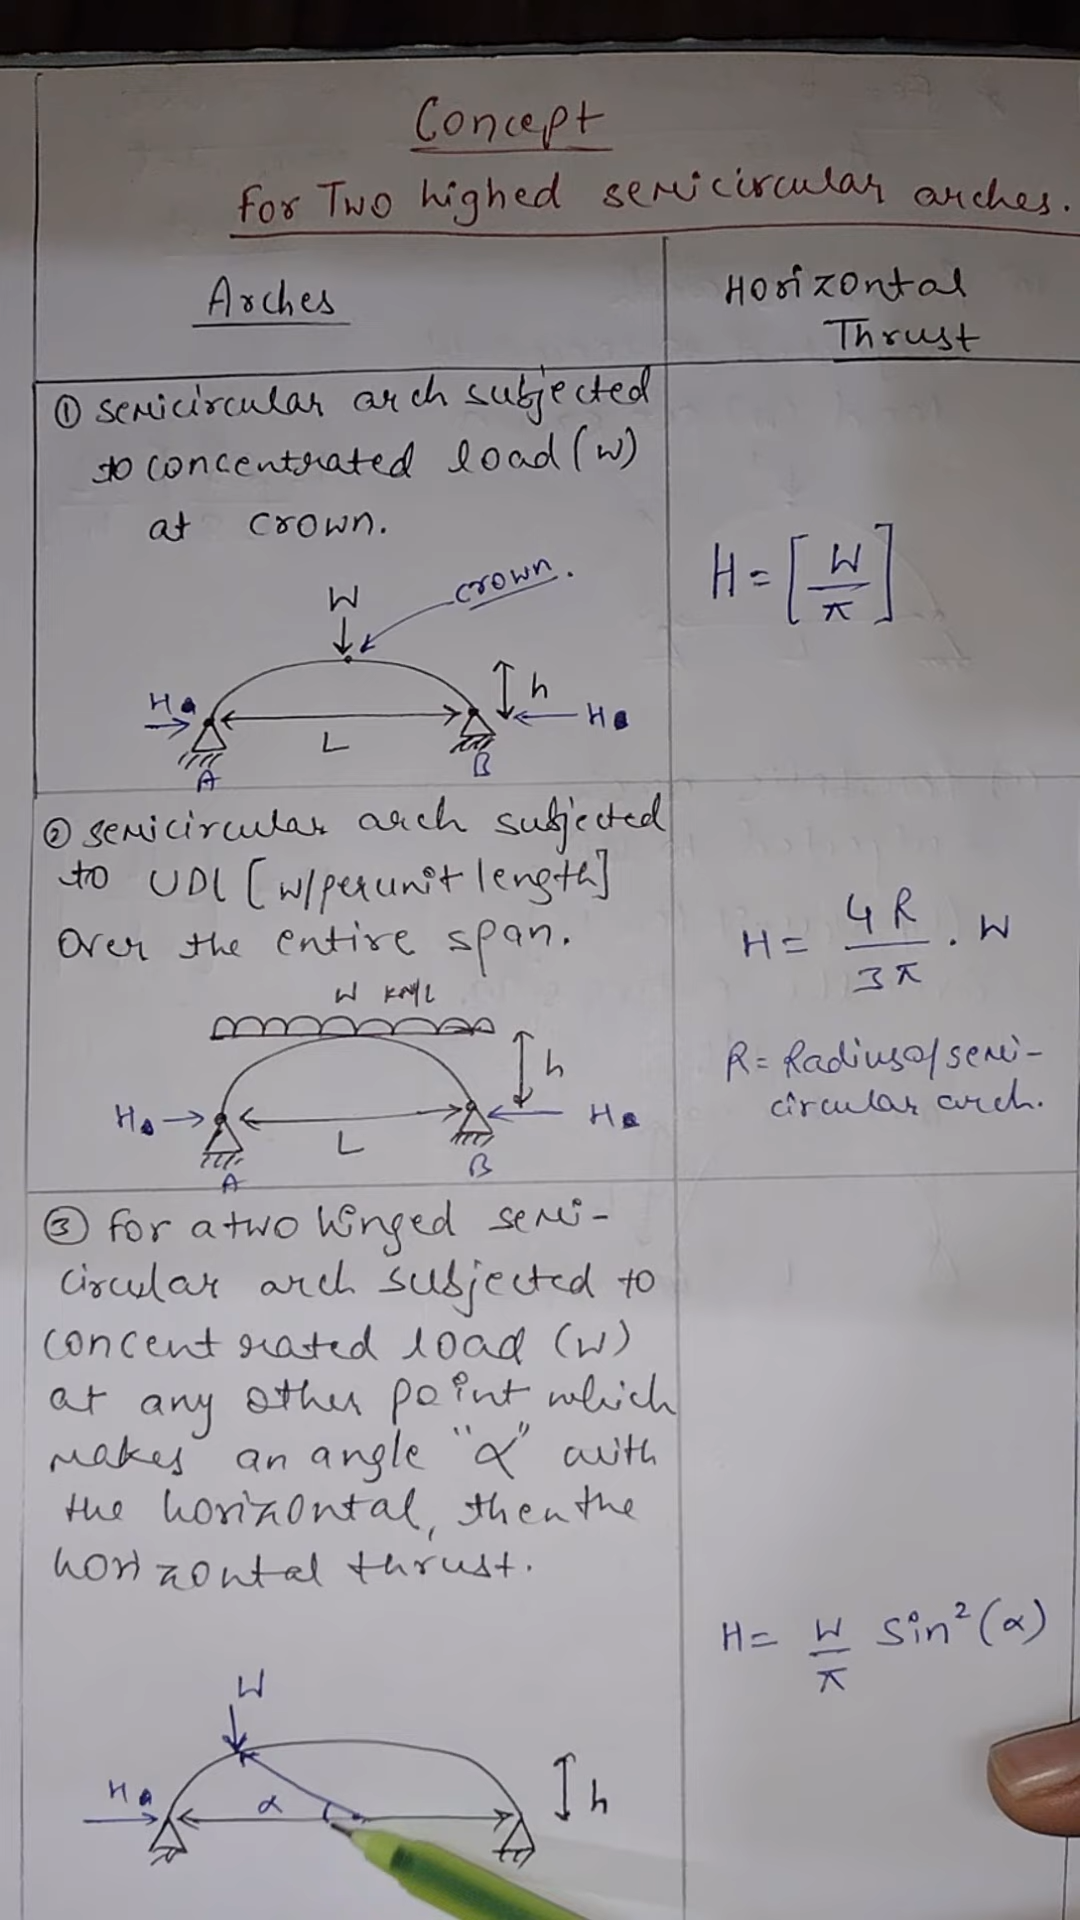 Concept
for Two highed semicircular arches.
Arches
Horizontal
Thrust
① semicircular arch subjected
to concentrated load (W)
at crown.
crown.
W
H = [W/π]
h
H
H
L
A
B
② semicircular arch subjected
to UDL [w/per unit length]
over the entire span.
H = 4R/3π . W
R = Radius of semi-
circular arch.
h
H
H
L
A
B
③ for a two hinged semi-
circular arch subjected to
concentrated load (W)
at any other point which
makes an angle "α" with
the horizontal, then the
horizontal thrust.
H = W/π Sin²(α)
W
H
α
h